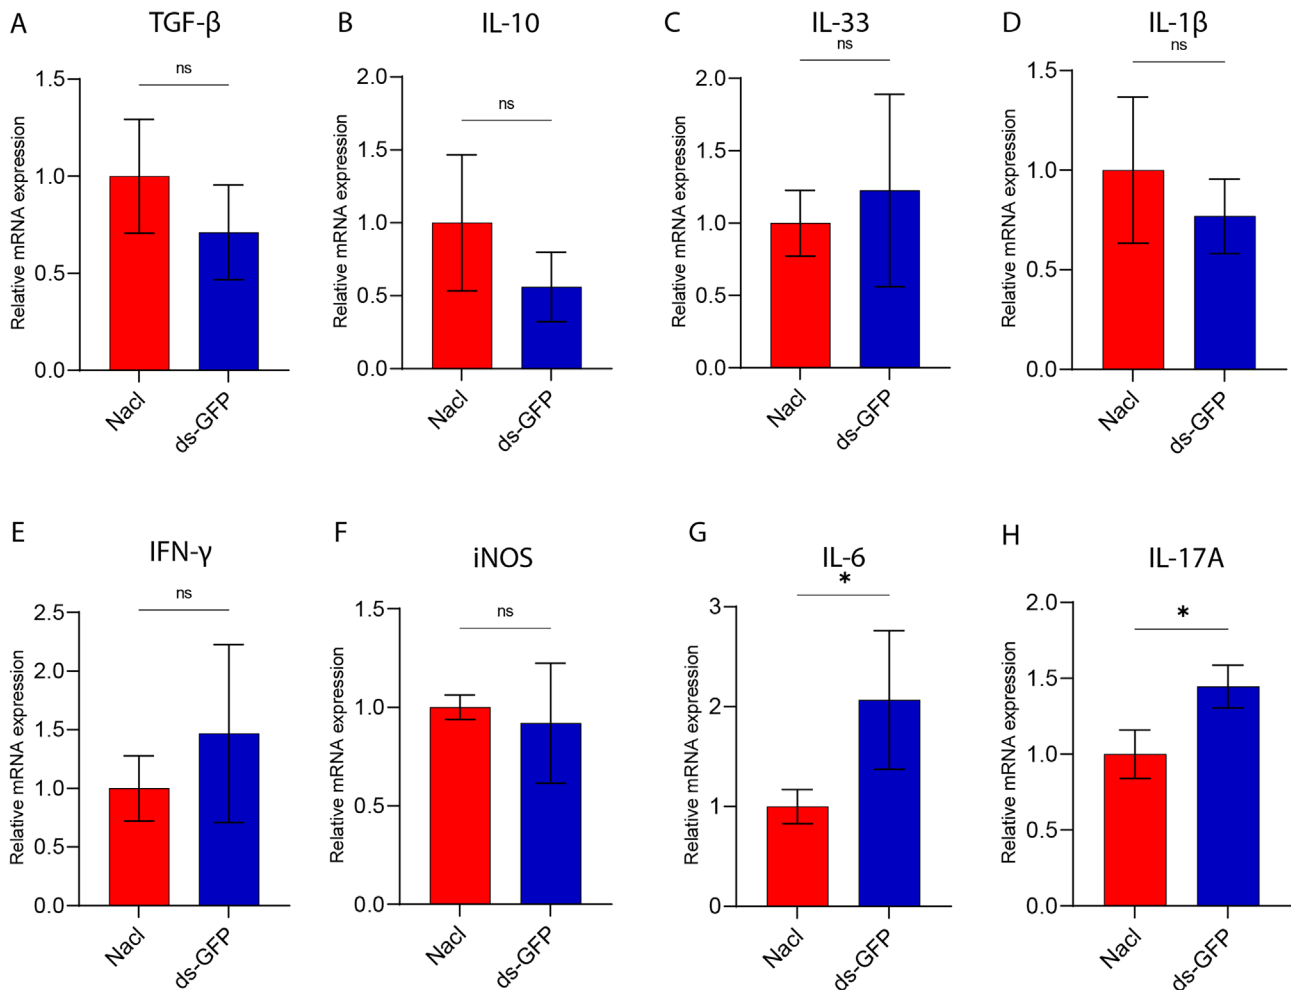 A TGF-β
ns
1.5
1.0
0.5
0.0
Relative mRNA expression
Nacl
ds-GFP
B IL-10
ns
2.0
1.5
1.0
0.5
0.0
Relative mRNA expression
Nacl
ds-GFP
C IL-33
ns
2.0
1.5
1.0
0.5
0.0
Relative mRNA expression
Nacl
ds-GFP
D IL-1β
ns
1.5
1.0
0.5
0.0
Relative mRNA expression
Nacl
ds-GFP
E IFN-γ
ns
2.5
2.0
1.5
1.0
0.5
0.0
Relative mRNA expression
Nacl
ds-GFP
F iNOS
ns
1.5
1.0
0.5
0.0
Relative mRNA expression
Nacl
ds-GFP
G IL-6
*
3
2
1
0
Relative mRNA expression
Nacl
ds-GFP
H IL-17A
*
2.0
1.5
1.0
0.5
0.0
Relative mRNA expression
Nacl
ds-GFP